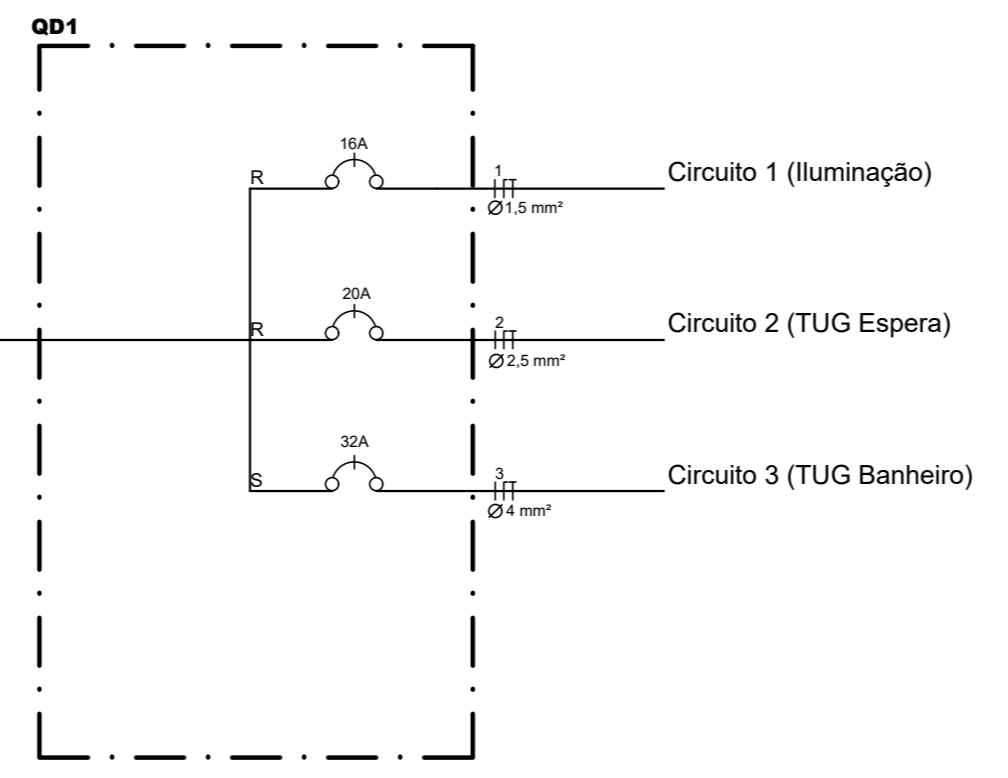 QD1
16A
R
1
Circuito 1 (Iluminação)
Ø1,5 mm²
20A
R
2
Circuito 2 (TUG Espera)
Ø2,5 mm²
32A
S
3
Circuito 3 (TUG Banheiro)
Ø4 mm²